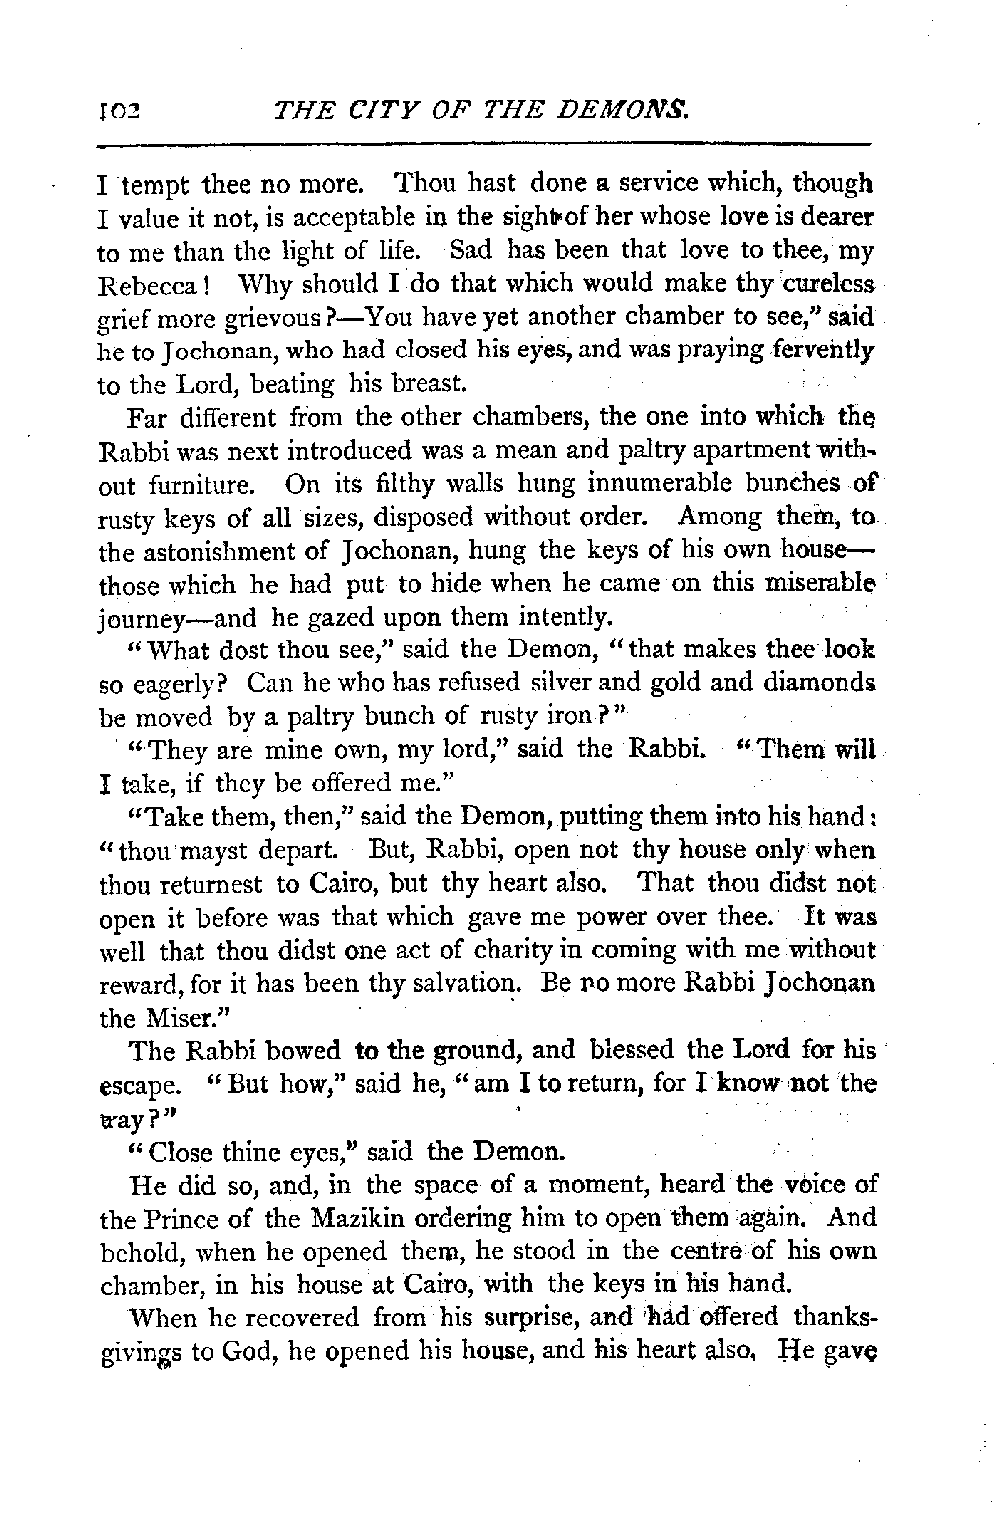 102 THE CITY OF THE DEMONS.
I tempt thee no more. Thou hast done a service which, though
I value it not, is acceptable in the sight of her whose love is dearer
to me than the light of life. Sad has been that love to thee, my
Rebecca! Why should I do that which would make thy cureless
grief more grievous?—You have yet another chamber to see,” said
he to Jochonan, who had closed his eyes, and was praying fervently
to the Lord, beating his breast.
Far different from the other chambers, the one into which the
Rabbi was next introduced was a mean and paltry apartment with-
out furniture. On its filthy walls hung innumerable bunches of
rusty keys of all sizes, disposed without order. Among them, to
the astonishment of Jochonan, hung the keys of his own house—
those which he had put to hide when he came on this miserable
journey—and he gazed upon them intently.
“What dost thou see,” said the Demon, “that makes thee look
so eagerly? Can he who has refused silver and gold and diamonds
be moved by a paltry bunch of rusty iron?”
“They are mine own, my lord,” said the Rabbi. “Them will
I take, if they be offered me.”
“Take them, then,” said the Demon, putting them into his hand:
“thou mayst depart. But, Rabbi, open not thy house only when
thou returnest to Cairo, but thy heart also. That thou didst not
open it before was that which gave me power over thee. It was
well that thou didst one act of charity in coming with me without
reward, for it has been thy salvation. Be no more Rabbi Jochonan
the Miser.”
The Rabbi bowed to the ground, and blessed the Lord for his
escape. “But how,” said he, “am I to return, for I know not the
way?”
“Close thine eyes,” said the Demon.
He did so, and, in the space of a moment, heard the voice of
the Prince of the Mazikin ordering him to open them again. And
behold, when he opened them, he stood in the centre of his own
chamber, in his house at Cairo, with the keys in his hand.
When he recovered from his surprise, and had offered thanks-
givings to God, he opened his house, and his heart also. He gave